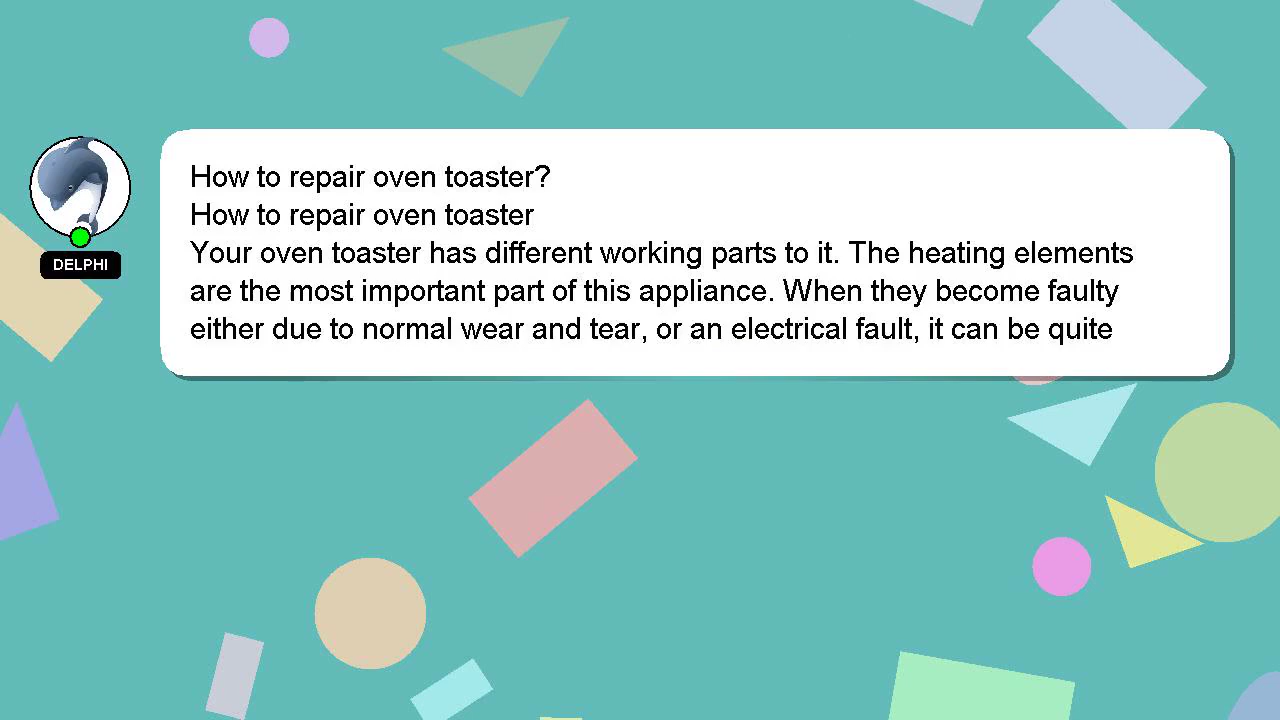 How to repair oven toaster?
How to repair oven toaster
Your oven toaster has different working parts to it. The heating elements
are the most important part of this appliance. When they become faulty
either due to normal wear and tear, or an electrical fault, it can be quite
DELPHI